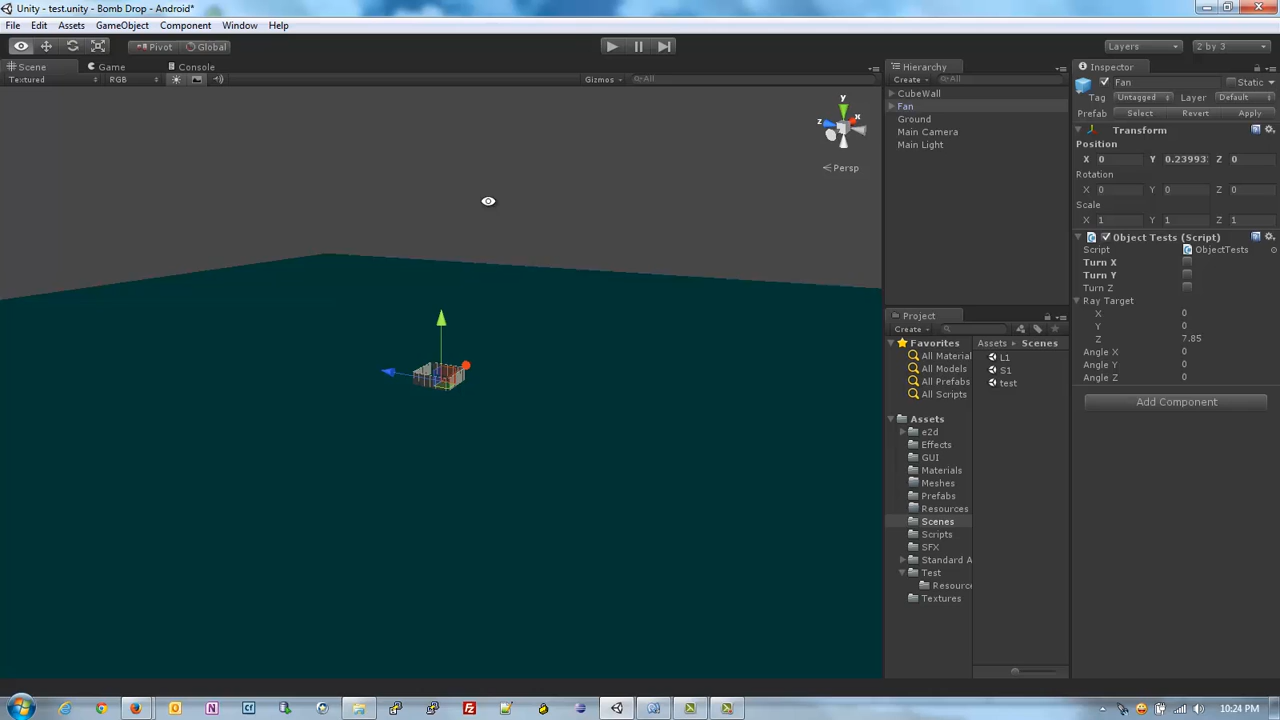 Unity - test.unity - Bomb Drop - Android*
File Edit Assets GameObject Component Window Help
Pivot Global Layers Z by 3
Scene Game Console
Textured RGB Gizmos All
y
z x
Persp
Hierarchy
Create All
CubeWall
Fan
Ground
Main Camera
Main Light
Project
Create
Favorites
All Material
All Models
All Prefabs
All Scripts
Assets
e2d
Effects
GUI
Materials
Meshes
Prefabs
Resources
Scenes
Scripts
SFX
Standard A
Test
Resourc
Textures
Assets Scenes
L1
S1
test
Inspector
Fan Static
Tag Untagged Layer Default
Prefab Select Revert Apply
Transform
Position
X 0 Y 0.23993 Z 0
Rotation
X 0 Y 0 Z 0
Scale
X 1 Y 1 Z 1
Object Tests (Script)
Script ObjectTests
Turn X
Turn Y
Turn Z
Ray Target
X 0
Y 0
Z 7.85
Angle X 0
Angle Y 0
Angle Z 0
Add Component
10:24 PM